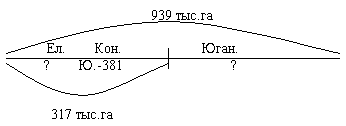 939 тыс.га
Ел. Кон. Юган.
? Ю.-381 ?
317 тыс.га